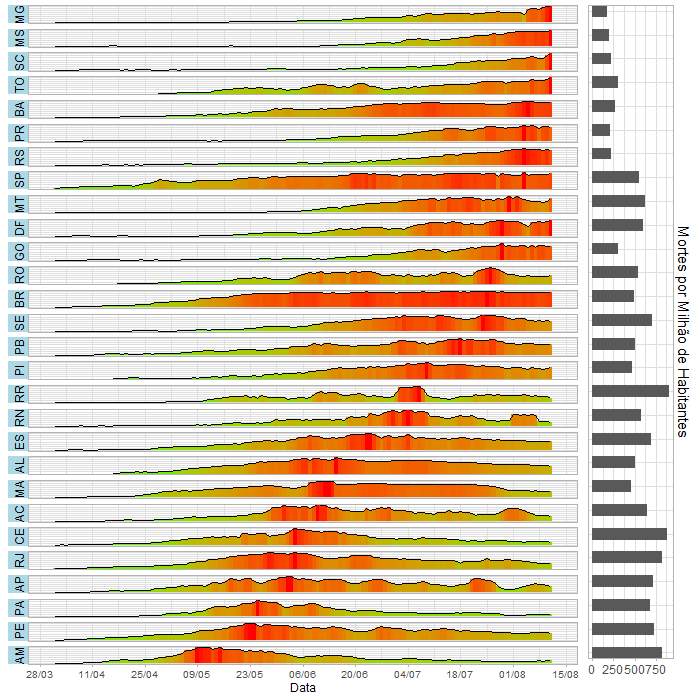 MG
MS
SC
TO
BA
PR
RS
SP
MT
DF
GO
RO
BR
SE
PB
PI
RR
RN
ES
AL
MA
AC
CE
RJ
AP
PA
PE
AM
28/03 11/04 25/04 09/05 23/05 06/06 20/06 04/07 18/07 01/08 15/08
Data
0 250 500 750
Mortes por Milhão de Habitantes